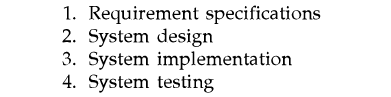 1. Requirement specifications
2. System design
3. System implementation
4. System testing